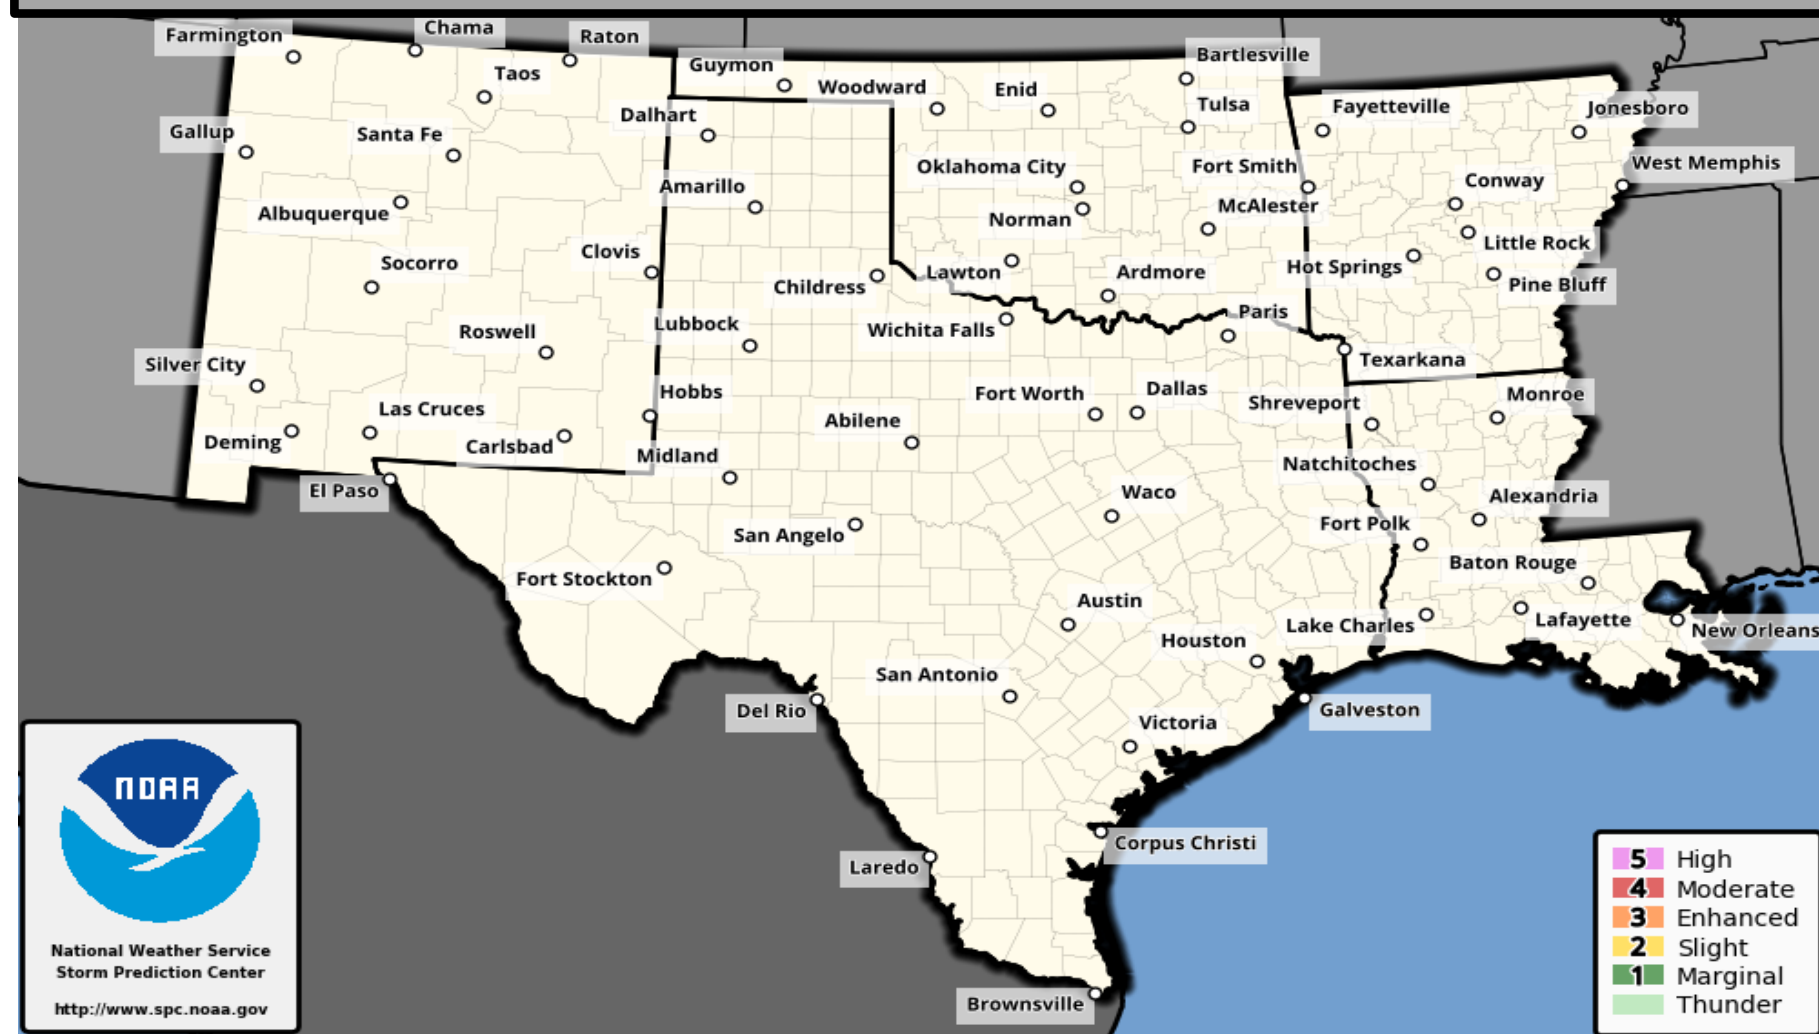 Farmington
Chama
Raton
Taos
Guymon
Woodward
Enid
Bartlesville
Tulsa
Fayetteville
Jonesboro
Gallup
Santa Fe
Dalhart
Oklahoma City
Fort Smith
West Memphis
Conway
Albuquerque
Amarillo
Norman
McAlester
Little Rock
Socorro
Clovis
Childress
Lawton
Ardmore
Hot Springs
Pine Bluff
Roswell
Lubbock
Wichita Falls
Paris
Texarkana
Silver City
Las Cruces
Hobbs
Abilene
Fort Worth
Dallas
Shreveport
Monroe
Deming
Carlsbad
Midland
Natchitoches
El Paso
San Angelo
Waco
Alexandria
Fort Polk
Fort Stockton
Baton Rouge
Austin
Houston
Lake Charles
Lafayette
New Orleans
San Antonio
Del Rio
Victoria
Galveston
Corpus Christi
Laredo
Brownsville
NOAA
National Weather Service
Storm Prediction Center
http://www.spc.noaa.gov
5 High
4 Moderate
3 Enhanced
2 Slight
1 Marginal
Thunder